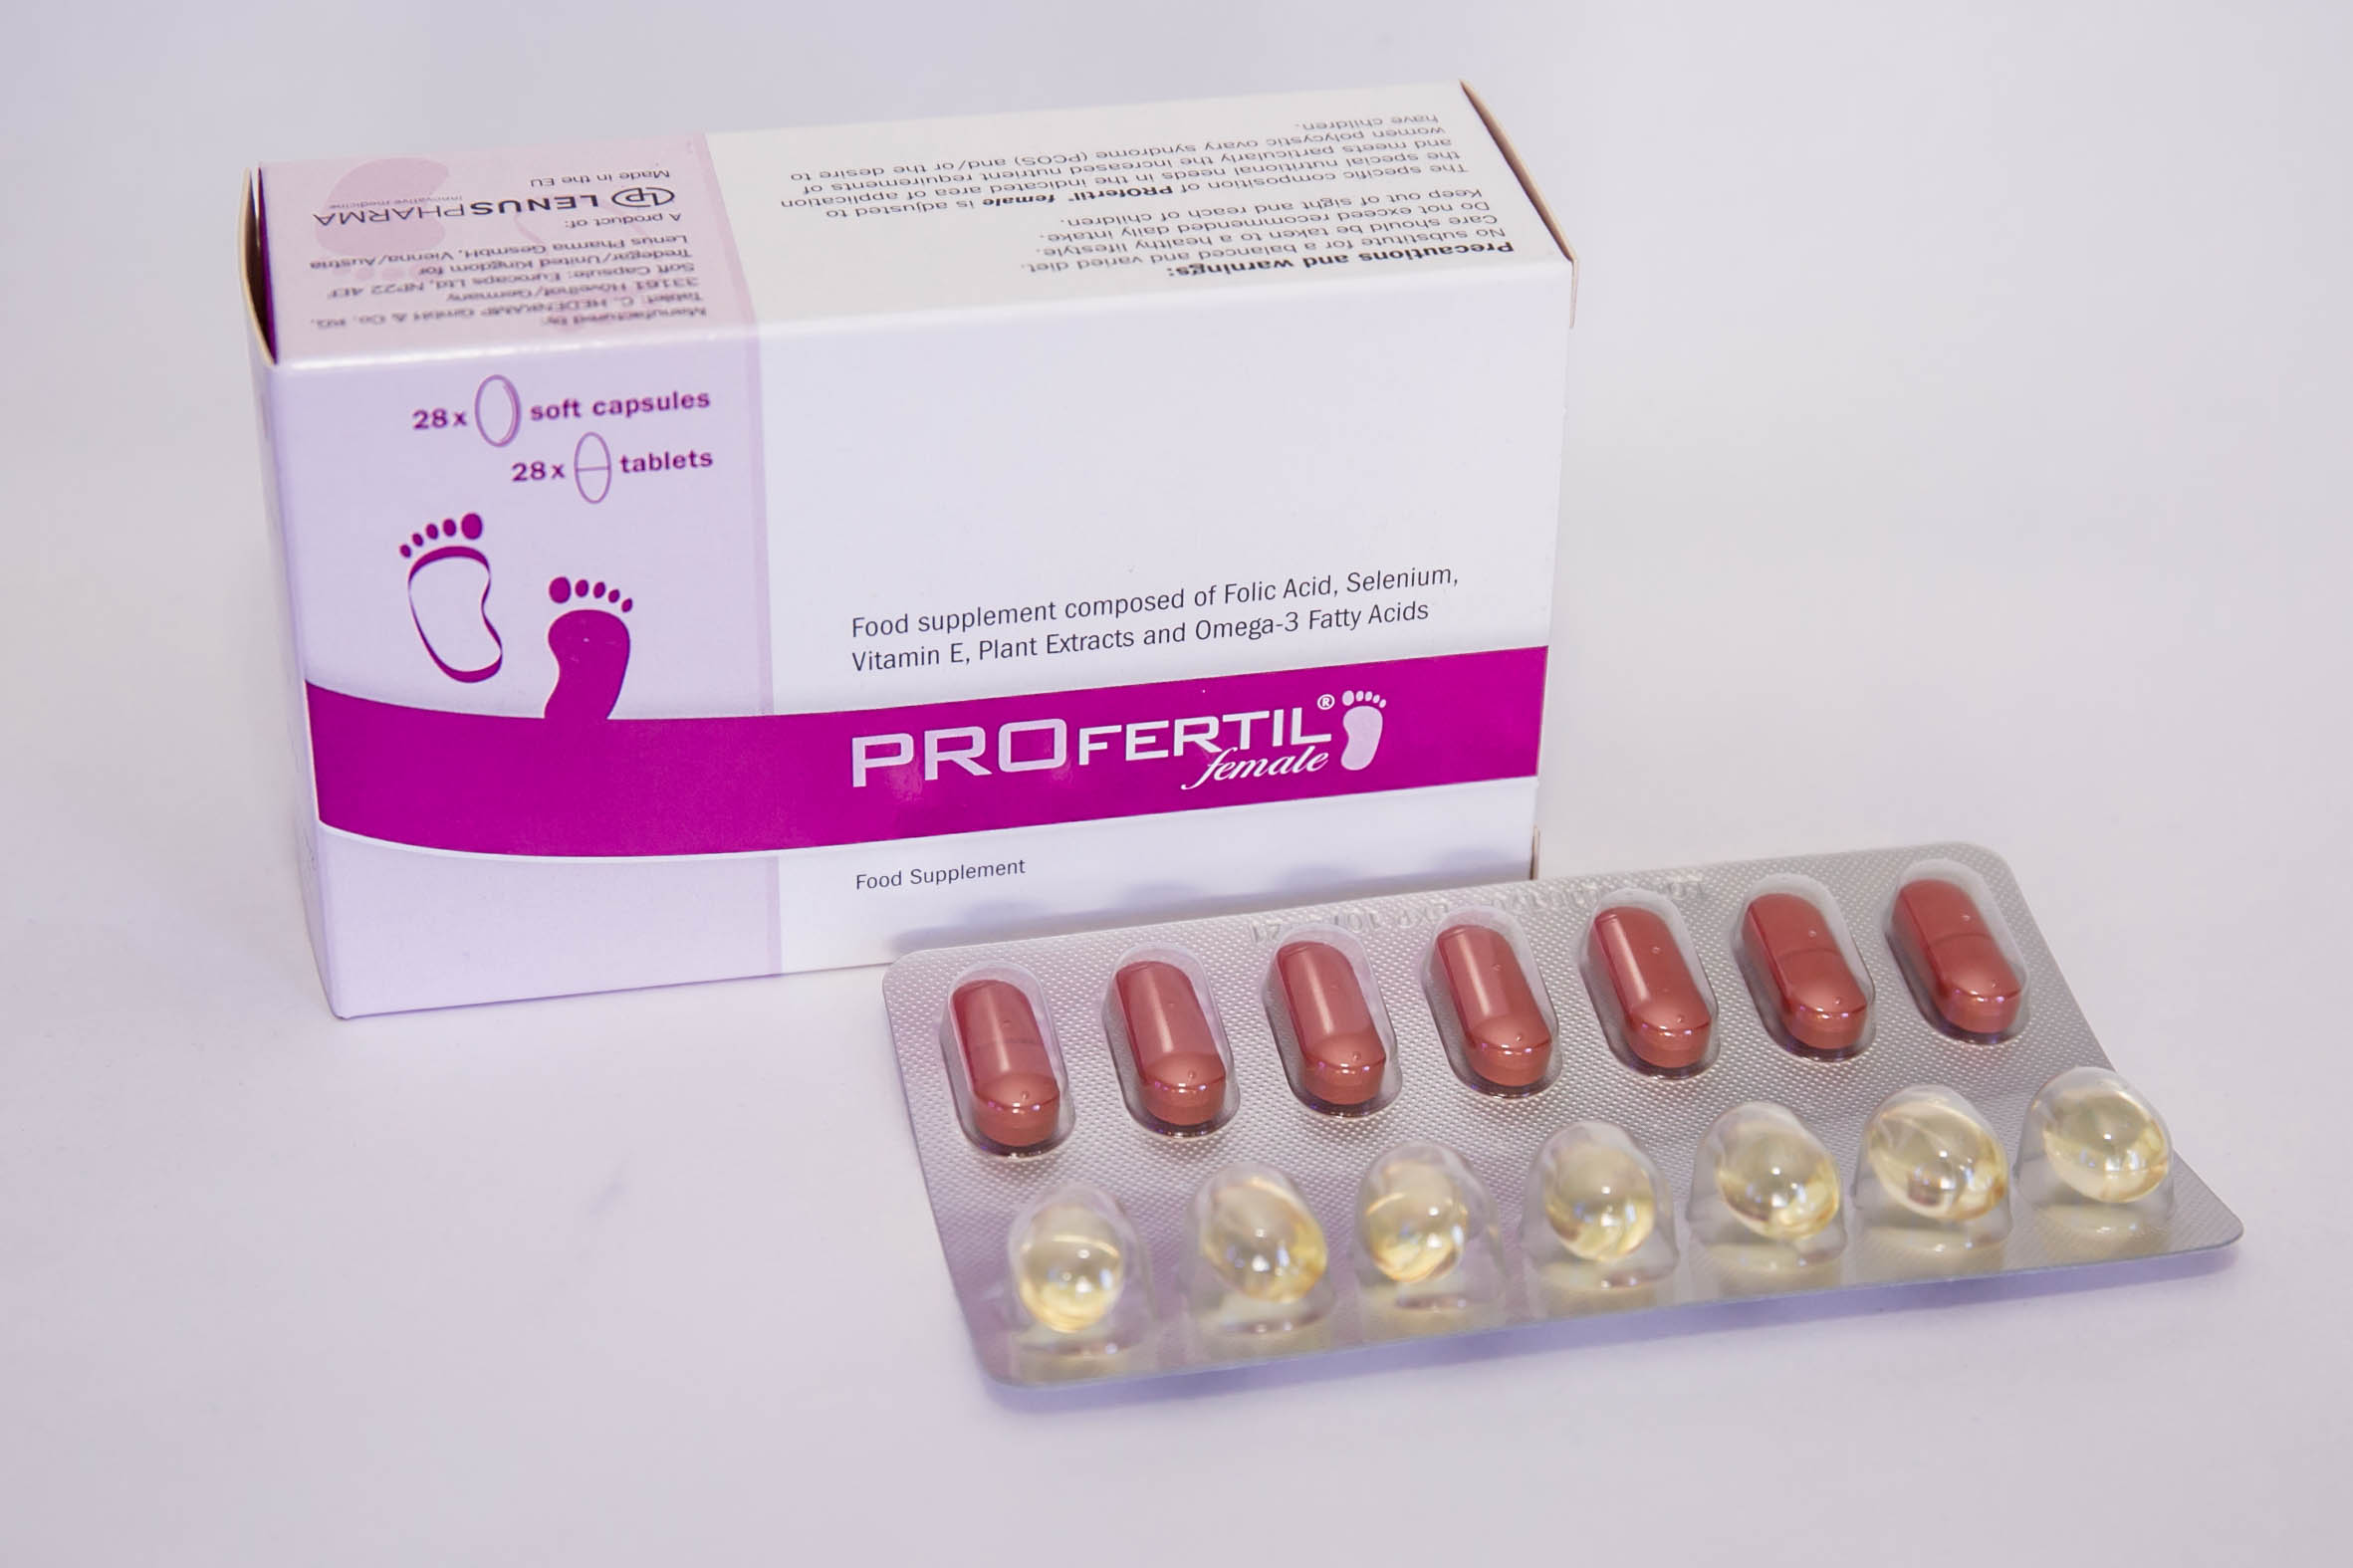 28x soft capsules
28x tablets
Food supplement composed of Folic Acid, Selenium,
Vitamin E, Plant Extracts and Omega-3 Fatty Acids
PROFERTIL®
female
Food Supplement
Precautions and warnings:
No substitute for a balanced and varied diet.
Care should be taken to a healthy lifestyle.
Do not exceed recommended daily intake.
Keep out of sight and reach of children.
The specific composition of PROfertil® female is adjusted to
the special nutritional needs in the indicated area of application
and meets particularly the increased nutrient requirements of
women polycystic ovary syndrome (PCOS) and/or the desire to
have children.
Manufactured by:
Tablet: C. HEDENKAMP GmbH & Co. KG,
33161 Hövelhof/Germany
Soft Capsule: Eurocaps Ltd, NP22 4EF
Tredegar/United Kingdom for
Lenus Pharma GesmbH, Vienna/Austria
A product of:
LENUSPHARMA
innovative medicine
Made in the EU